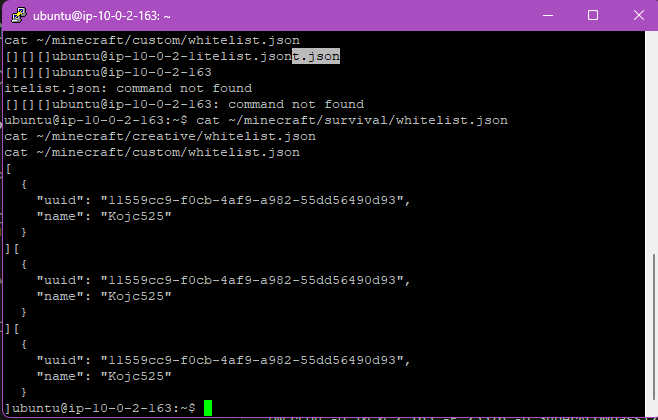 ubuntu@ip-10-0-2-163: ~
cat ~/minecraft/custom/whitelist.json
[][][]ubuntu@ip-10-0-2-litelist.jsont.json
[][][]ubuntu@ip-10-0-2-163
itelist.json: command not found
[][][]ubuntu@ip-10-0-2-163: command not found
ubuntu@ip-10-0-2-163:~$ cat ~/minecraft/survival/whitelist.json
cat ~/minecraft/creative/whitelist.json
cat ~/minecraft/custom/whitelist.json
[
  {
    "uuid": "11559cc9-f0cb-4af9-a982-55dd56490d93",
    "name": "Kojc525"
  }
][
  {
    "uuid": "11559cc9-f0cb-4af9-a982-55dd56490d93",
    "name": "Kojc525"
  }
][
  {
    "uuid": "11559cc9-f0cb-4af9-a982-55dd56490d93",
    "name": "Kojc525"
  }
]ubuntu@ip-10-0-2-163:~$